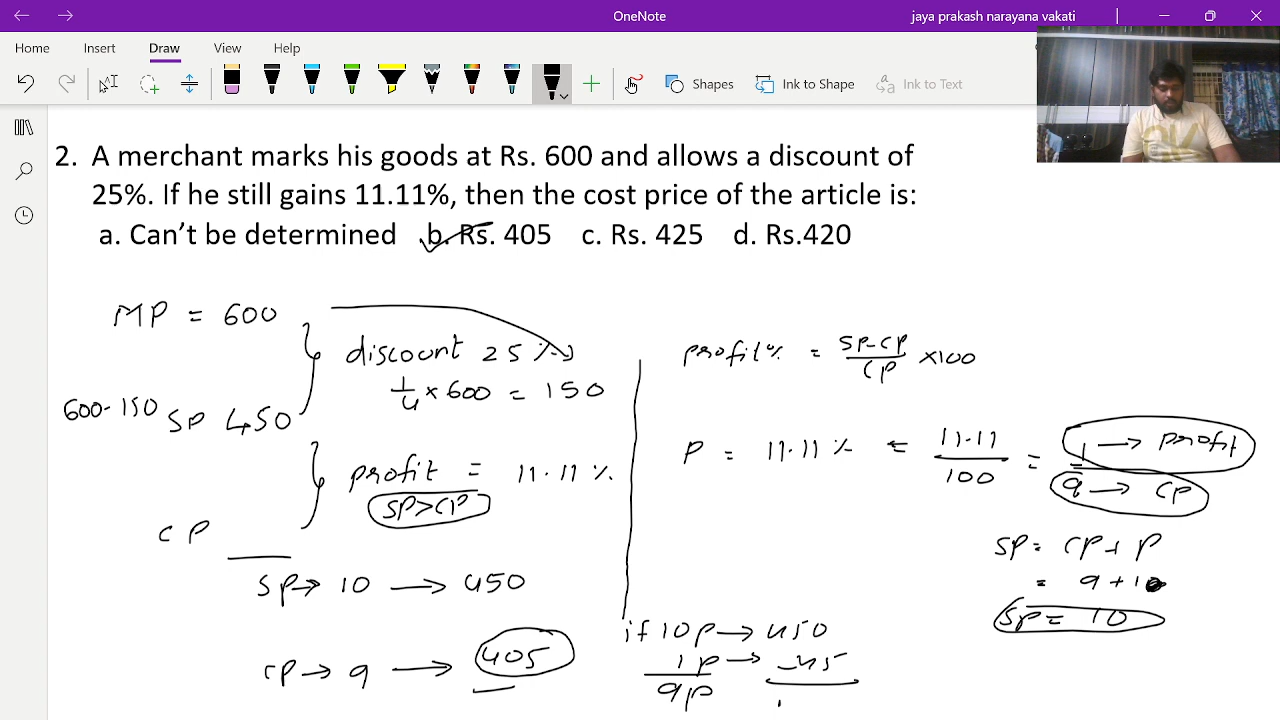 OneNote
jaya prakash narayana vakati
Home Insert Draw View Help
Shapes Ink to Shape Ink to Text
2. A merchant marks his goods at Rs. 600 and allows a discount of
25%. If he still gains 11.11%, then the cost price of the article is:
a. Can't be determined b. Rs. 405 c. Rs. 425 d. Rs.420
MP = 600
discount 25%
1/4 × 600 = 150
600-150 SP 450
profit = 11.11%
SP>CP
CP
SP → 10 → 450
CP → 9 → 405
profit% = SP-CP/CP ×100
P = 11.11% = 11.11/100 = 1/9
1 → profit
9 → CP
SP = CP + P
= 9+1
SP = 10
if 10p → 450
1p → 45
9p